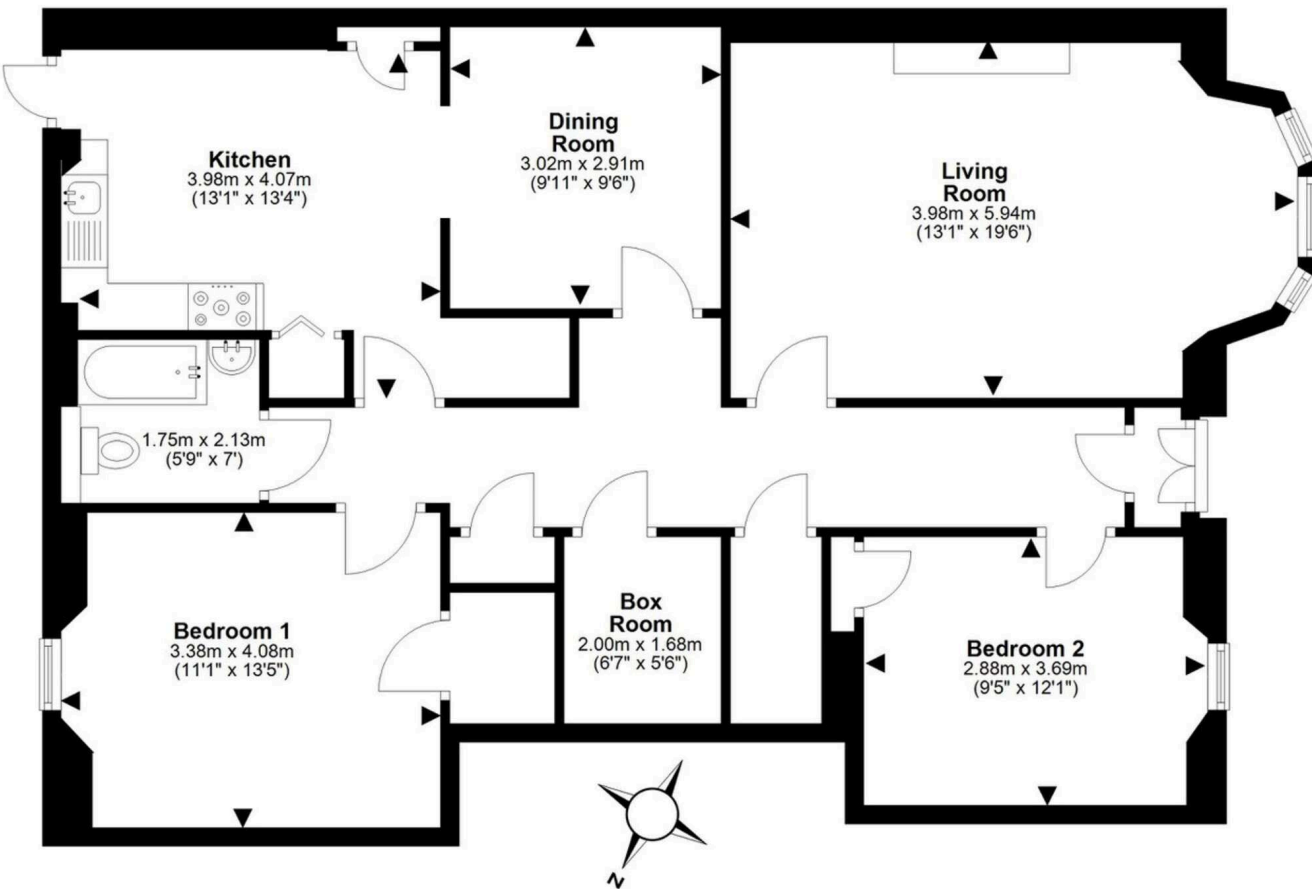 Kitchen
3.98m x 4.07m
(13'1" x 13'4")
Dining
Room
3.02m x 2.91m
(9'11" x 9'6")
Living
Room
3.98m x 5.94m
(13'1" x 19'6")
1.75m x 2.13m
(5'9" x 7')
Bedroom 1
3.38m x 4.08m
(11'1" x 13'5")
Box
Room
2.00m x 1.68m
(6'7" x 5'6")
Bedroom 2
2.88m x 3.69m
(9'5" x 12'1")
N